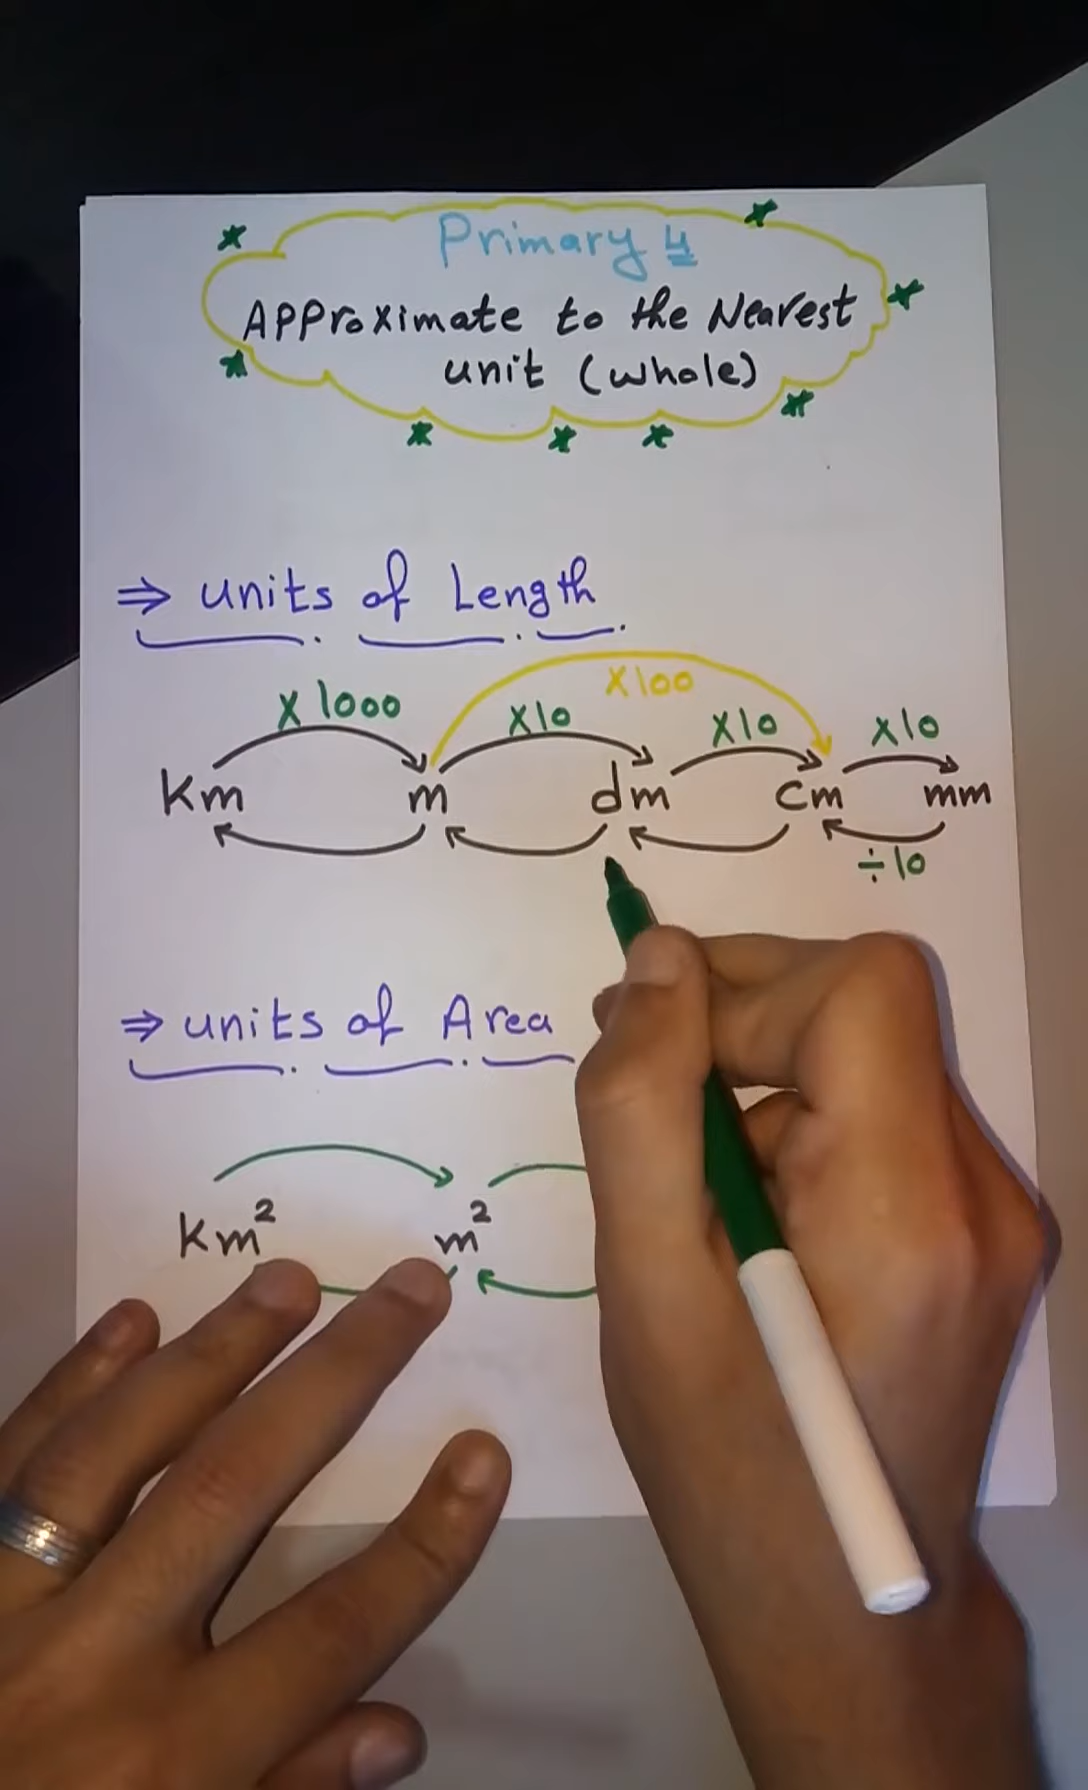 Primary 4
Approximate to the Nearest
unit (whole)
⇒ units of Length
x 1000
x10
x100
x10
x10
Km m dm cm mm
÷10
⇒ units of Area
km² m²